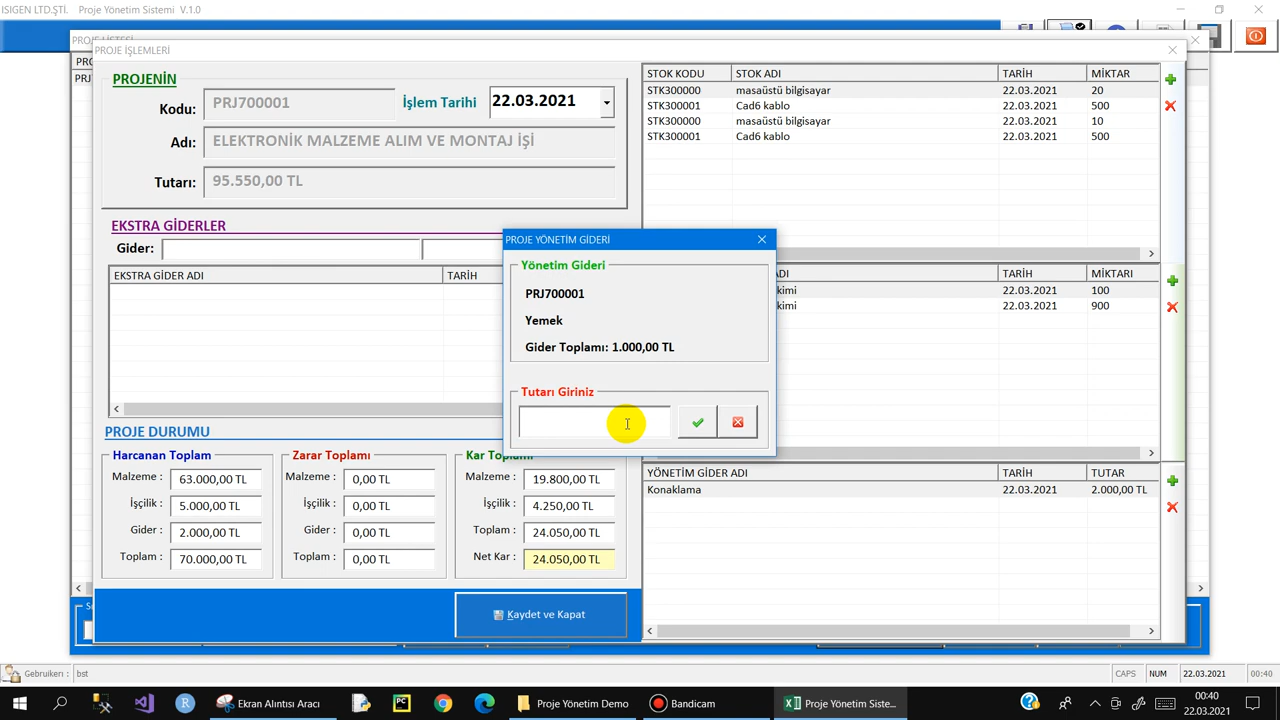 ISIGEN LTD.ŞTİ. Proje Yönetim Sistemi V.1.0
PROJE LİSTESİ
PROJE İŞLEMLERİ
PROJENİN
Kodu: PRJ700001 İşlem Tarihi 22.03.2021
Adı: ELEKTRONİK MALZEME ALIM VE MONTAJ İŞİ
Tutarı: 95.550,00 TL
EKSTRA GİDERLER
Gider:
EKSTRA GİDER ADI TARİH
PROJE DURUMU
Harcanan Toplam
Malzeme : 63.000,00 TL
İşçilik : 5.000,00 TL
Gider : 2.000,00 TL
Toplam : 70.000,00 TL
Zarar Toplamı
Malzeme : 0,00 TL
İşçilik : 0,00 TL
Gider : 0,00 TL
Toplam : 0,00 TL
Kar Toplamı
Malzeme : 19.800,00 TL
İşçilik : 4.250,00 TL
Toplam : 24.050,00 TL
Net Kar : 24.050,00 TL
Kaydet ve Kapat
STOK KODU STOK ADI TARİH MİKTAR
STK300000 masaüstü bilgisayar 22.03.2021 20
STK300001 Cad6 kablo 22.03.2021 500
STK300000 masaüstü bilgisayar 22.03.2021 10
STK300001 Cad6 kablo 22.03.2021 500
ADI TARİH MİKTARI
kimi 22.03.2021 100
kimi 22.03.2021 900
YÖNETİM GİDER ADI TARİH TUTAR
Konaklama 22.03.2021 2.000,00 TL
PROJE YÖNETİM GİDERİ
Yönetim Gideri
PRJ700001
Yemek
Gider Toplamı: 1.000,00 TL
Tutarı Giriniz
Gebruikerı : bst CAPS NUM 22.03.2021 00:40
Ekran Alıntısı Aracı Proje Yönetim Demo Bandicam Proje Yönetim Siste... 00:40
22.03.2021